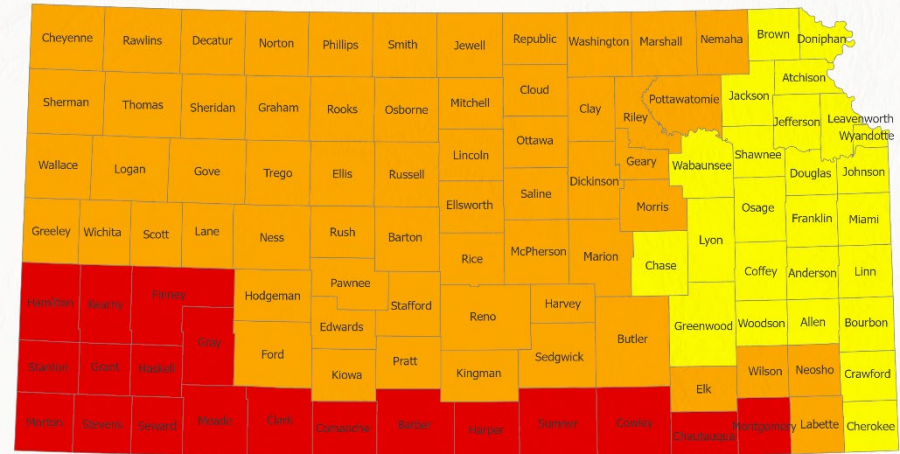 Cheyenne Rawlins Decatur Norton Phillips Smith Jewell Republic Washington Marshall Nemaha Brown Doniphan
Atchison
Sherman Thomas Sheridan Graham Rooks Osborne Mitchell Cloud Clay Riley Pottawatomie Jackson Jefferson Leavenworth
Wyandotte
Wallace Logan Gove Trego Ellis Russell Lincoln Ottawa Dickinson Geary Wabaunsee Shawnee Douglas Johnson
Ellsworth Saline Morris Osage Franklin Miami
Greeley Wichita Scott Lane Ness Rush Barton Rice McPherson Marion Chase Lyon Coffey Anderson Linn
Hamilton Kearny Finney Hodgeman Pawnee Stafford Reno Harvey Butler Greenwood Woodson Allen Bourbon
Gray Ford Edwards Pratt Sedgwick
Stanton Grant Haskell Kiowa Kingman Elk Wilson Neosho Crawford
Morton Stevens Seward Meade Clark Comanche Barber Harper Sumner Cowley Chautauqua Montgomery Labette Cherokee